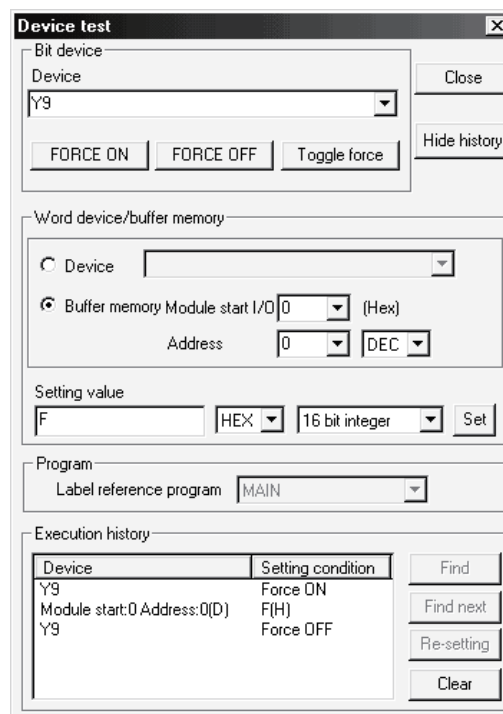 Device test
Bit device
Device
Close
Y9
FORCE ON FORCE OFF Toggle force
Hide history
Word device/buffer memory
Device
Buffer memory Module start I/O 0 (Hex)
Address 0 DEC
Setting value
F HEX 16 bit integer Set
Program
Label reference program MAIN
Execution history
Device Setting condition
Find
Y9 Force ON
Module start:0 Address:0(D) F(H)
Find next
Y9 Force OFF
Re-setting
Clear